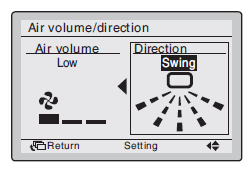 Air volume/direction
Air volume
Low
Direction
Swing
Return
Setting